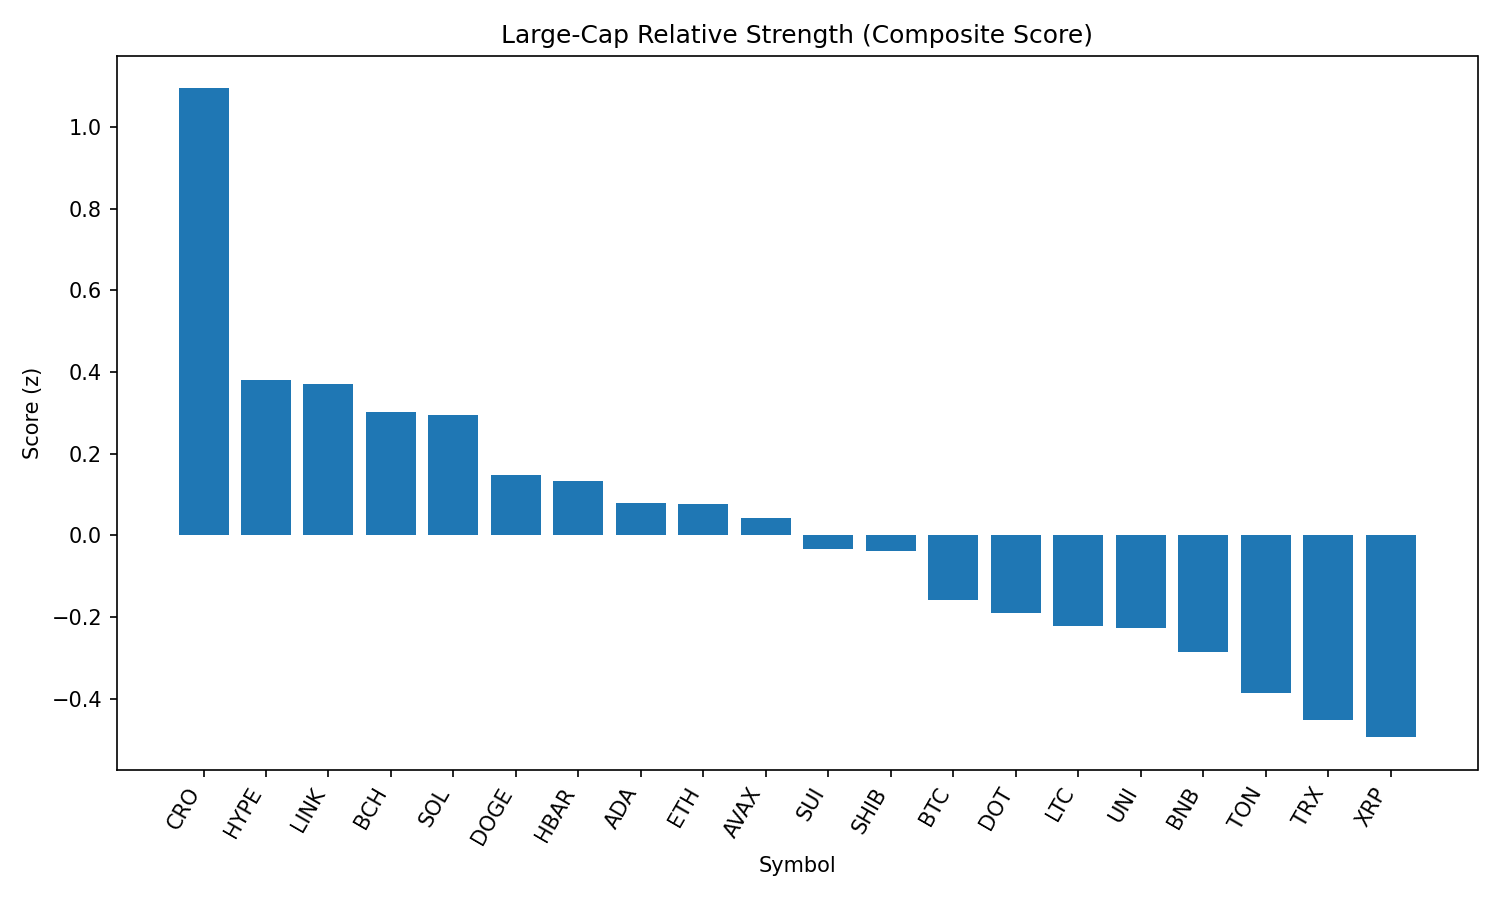 Large-Cap Relative Strength (Composite Score)
Score (z)
1.0
0.8
0.6
0.4
0.2
0.0
−0.2
−0.4
CRO
HYPE
LINK
BCH
SOL
DOGE
HBAR
ADA
ETH
AVAX
SUI
SHIB
BTC
DOT
LTC
UNI
BNB
TON
TRX
XRP
Symbol